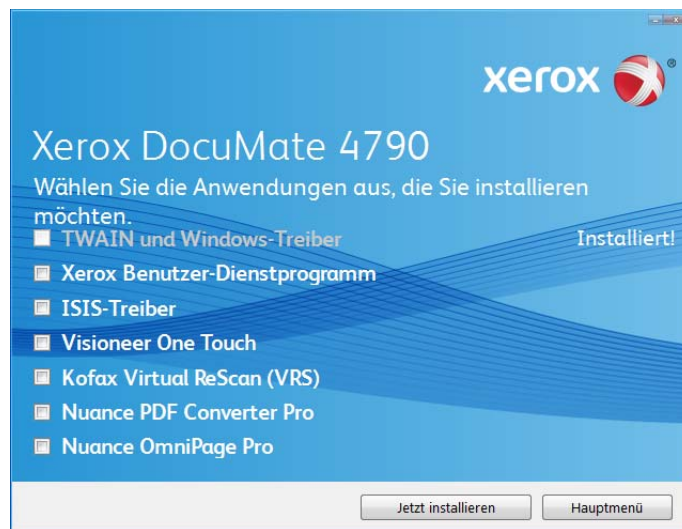 xerox ®
Xerox DocuMate 4790
Wählen Sie die Anwendungen aus, die Sie installieren
möchten.
TWAIN und Windows-Treiber Installiert!
Xerox Benutzer-Dienstprogramm
ISIS-Treiber
Visioneer One Touch
Kofax Virtual ReScan (VRS)
Nuance PDF Converter Pro
Nuance OmniPage Pro
Jetzt installieren Hauptmenü